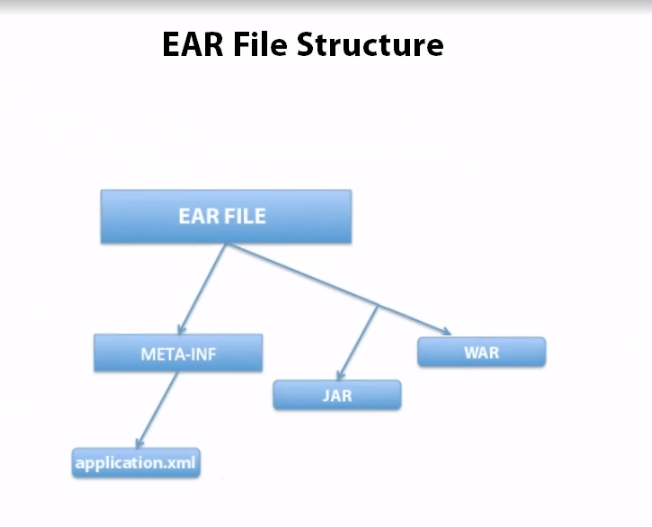 EAR File Structure
EAR FILE
META-INF
WAR
JAR
application.xml